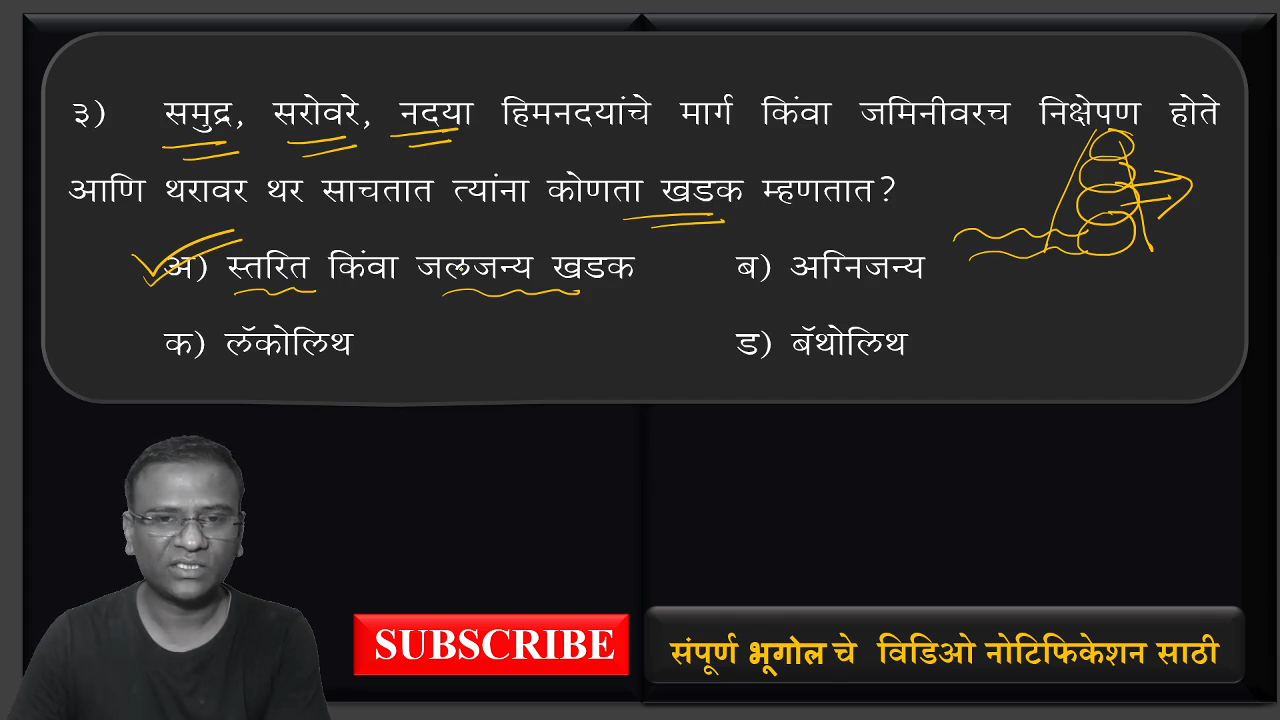 ३) समुद्र, सरोवरे, नदया हिमनदयांचे मार्ग किंवा जमिनीवरच निक्षेपण होते
आणि थरावर थर साचतात त्यांना कोणता खडक म्हणतात?
अ) स्तरित किंवा जलजन्य खडक ब) अग्निजन्य
क) लॅकोलिथ ड) बॅथोलिथ
SUBSCRIBE
संपूर्ण भूगोल चे विडिओ नोटिफिकेशन साठी